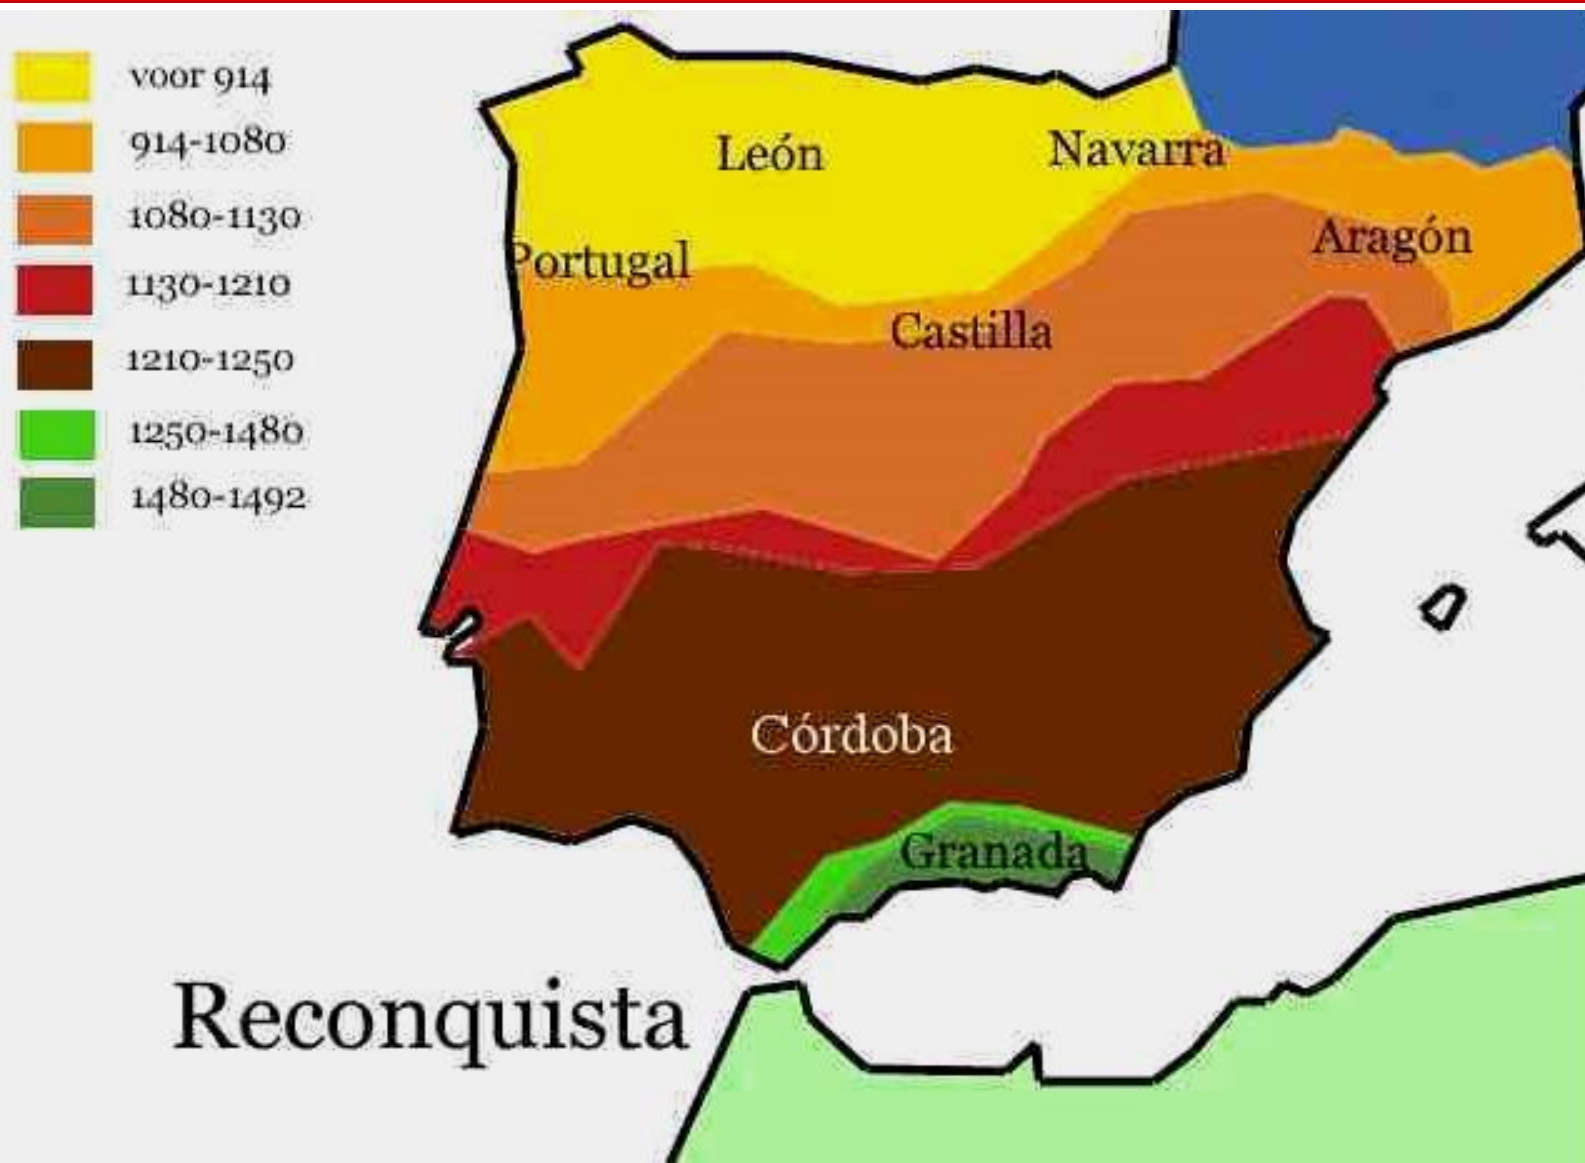 voor 914
914-1080
1080-1130
1130-1210
1210-1250
1250-1480
1480-1492
León
Navarra
Portugal
Aragón
Castilla
Córdoba
Granada
Reconquista